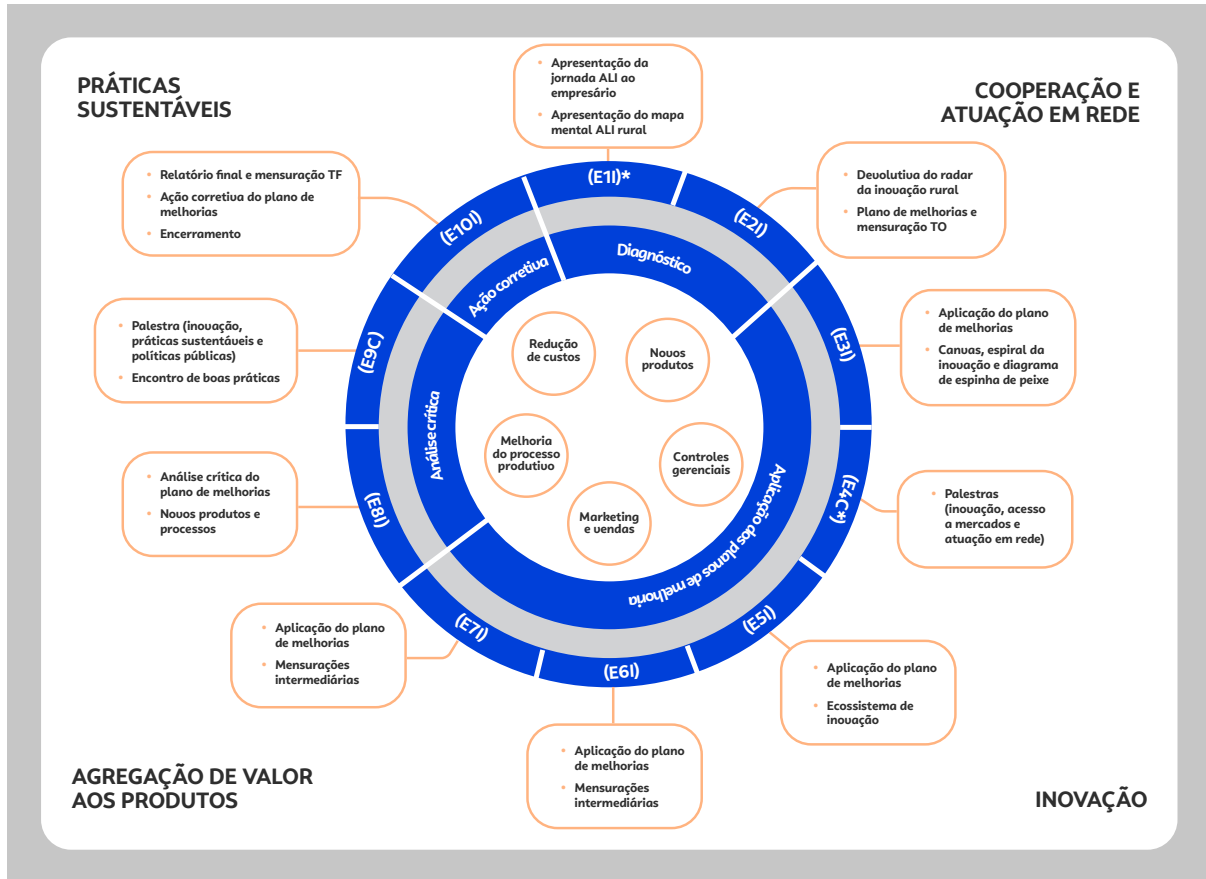 PRÁTICAS
SUSTENTÁVEIS
COOPERAÇÃO E
ATUAÇÃO EM REDE
• Apresentação da
jornada ALI ao
empresário
• Apresentação do mapa
mental ALI rural
• Devolutiva do radar
da inovação rural
• Plano de melhorias e
mensuração TO
• Aplicação do plano
de melhorias
• Canvas, espiral da
inovação e diagrama
de espinha de peixe
• Palestras
(inovação, acesso
a mercados e
atuação em rede)
• Aplicação do plano
de melhorias
• Ecossistema de
inovação
• Aplicação do plano
de melhorias
• Mensurações
intermediárias
• Aplicação do plano
de melhorias
• Mensurações
intermediárias
• Análise crítica do
plano de melhorias
• Novos produtos e
processos
• Palestra (inovação,
práticas sustentáveis e
políticas públicas)
• Encontro de boas práticas
• Relatório final e mensuração TF
• Ação corretiva do plano de
melhorias
• Encerramento
(E1I)*
(E2I)
(E3I)
(E4C*)
(E5I)
(E6I)
(E7I)
(E8I)
(E9C)
(E10I)
Diagnóstico
Aplicação dos planos de melhoria
Análise crítica
Ação corretiva
Redução
de custos
Novos
produtos
Melhoria
do processo
produtivo
Controles
gerenciais
Marketing
e vendas
AGREGAÇÃO DE VALOR
AOS PRODUTOS
INOVAÇÃO